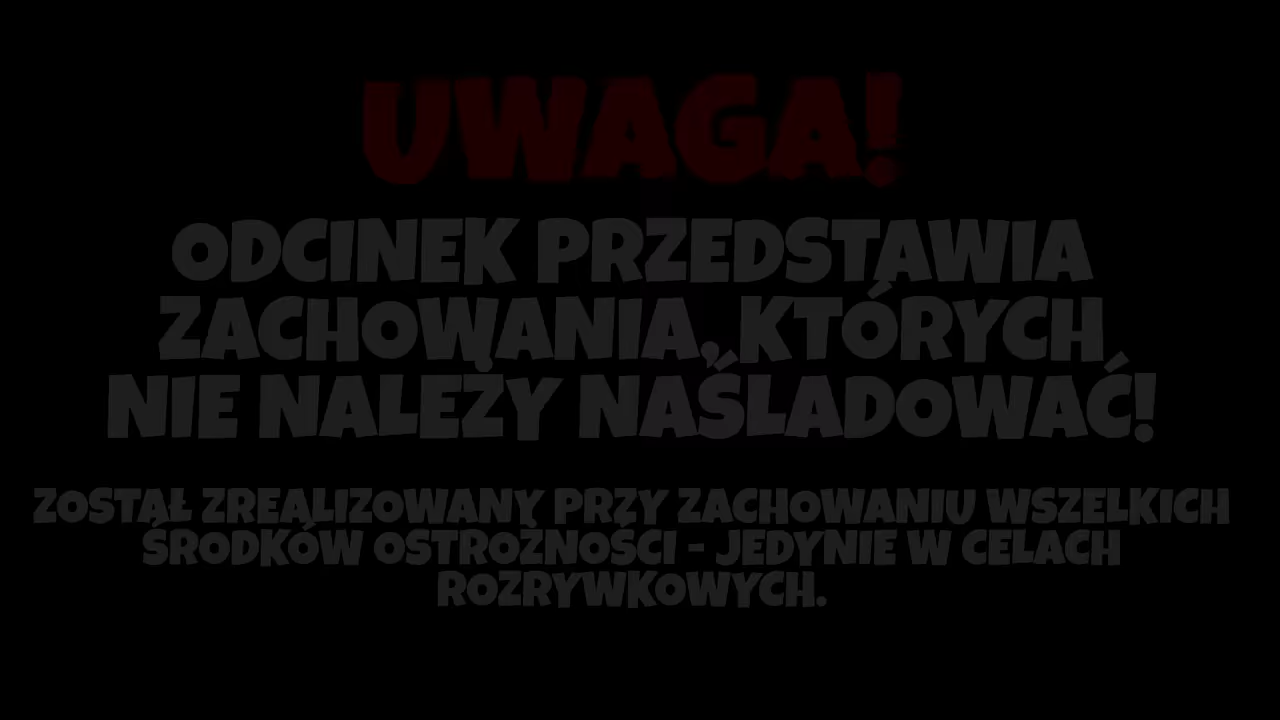 UWAGA!
ODCINEK PRZEDSTAWIA
ZACHOWANIA, KTÓRYCH
NIE NALEŻY NAŚLADOWAĆ!
ZOSTAŁ ZREALIZOWANY PRZY ZACHOWANIU WSZELKICH
ŚRODKÓW OSTROŻNOŚCI - JEDYNIE W CELACH
ROZRYWKOWYCH.